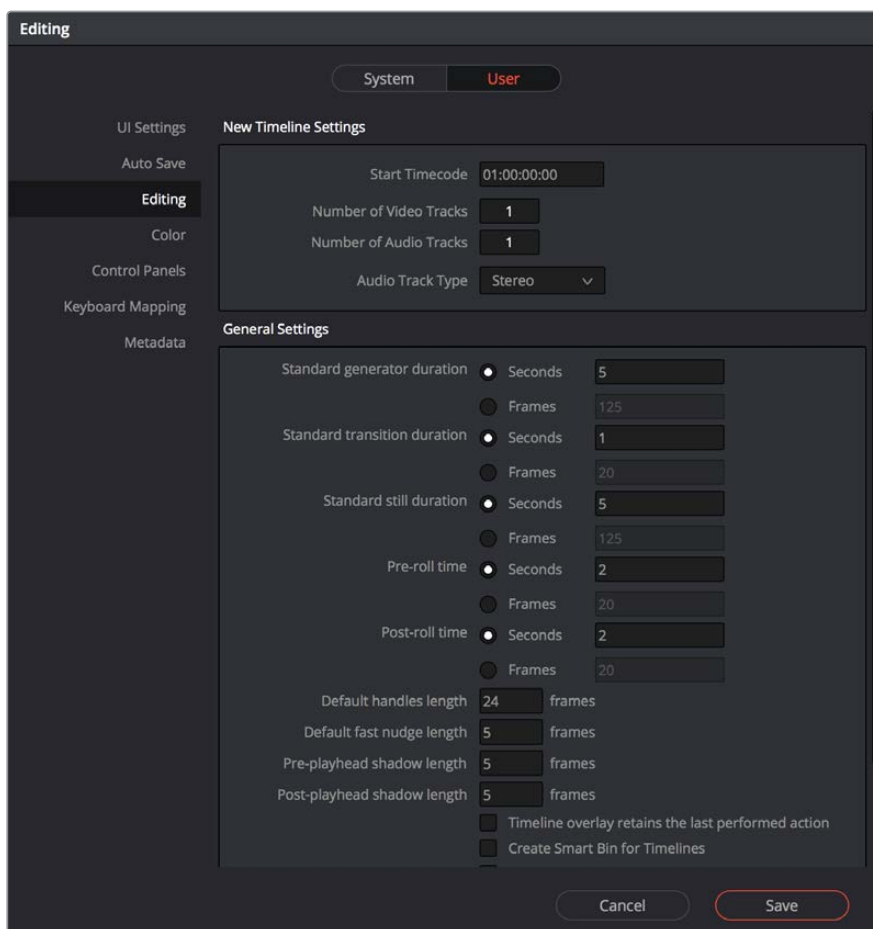 Editing
System User
UI Settings
Auto Save
Editing
Color
Control Panels
Keyboard Mapping
Metadata
New Timeline Settings
Start Timecode 01:00:00:00
Number of Video Tracks 1
Number of Audio Tracks 1
Audio Track Type Stereo
General Settings
Standard generator duration Seconds 5
Frames 125
Standard transition duration Seconds 1
Frames 20
Standard still duration Seconds 5
Frames 125
Pre-roll time Seconds 2
Frames 20
Post-roll time Seconds 2
Frames 20
Default handles length 24 frames
Default fast nudge length 5 frames
Pre-playhead shadow length 5 frames
Post-playhead shadow length 5 frames
Timeline overlay retains the last performed action
Create Smart Bin for Timelines
Cancel Save